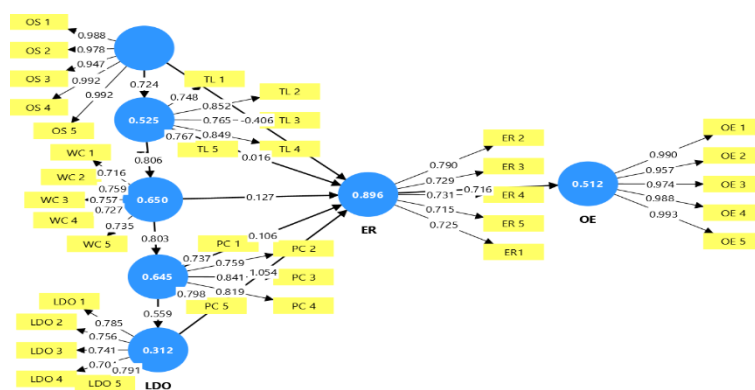 OS 1
0.988
OS 2
0.978
OS 3
0.947
OS 4
0.992
0.992
OS 5
0.724
TL 1
0.748
TL 2
0.852
0.525
0.765
TL 3
-0.406
0.767
0.849
TL 5
TL 4
0.806
0.016
WC 1
0.716
WC 2
0.759
WC 3
0.757
0.650
0.127
0.727
WC 4
0.735
WC 5
0.803
ER 2
0.790
ER 3
0.729
0.896
0.731
0.716
ER 4
0.715
ER 5
0.725
ER1
ER
0.512
OE
OE 1
0.990
OE 2
0.957
0.974
OE 3
0.988
OE 4
0.993
OE 5
PC 1
0.106
0.737
PC 2
0.759
0.645
0.841
1.054
PC 3
0.798
0.819
PC 4
PC 5
0.559
LDO 1
0.785
LDO 2
0.756
LDO 3
0.741
0.312
0.791
LDO 4
LDO 5
LDO